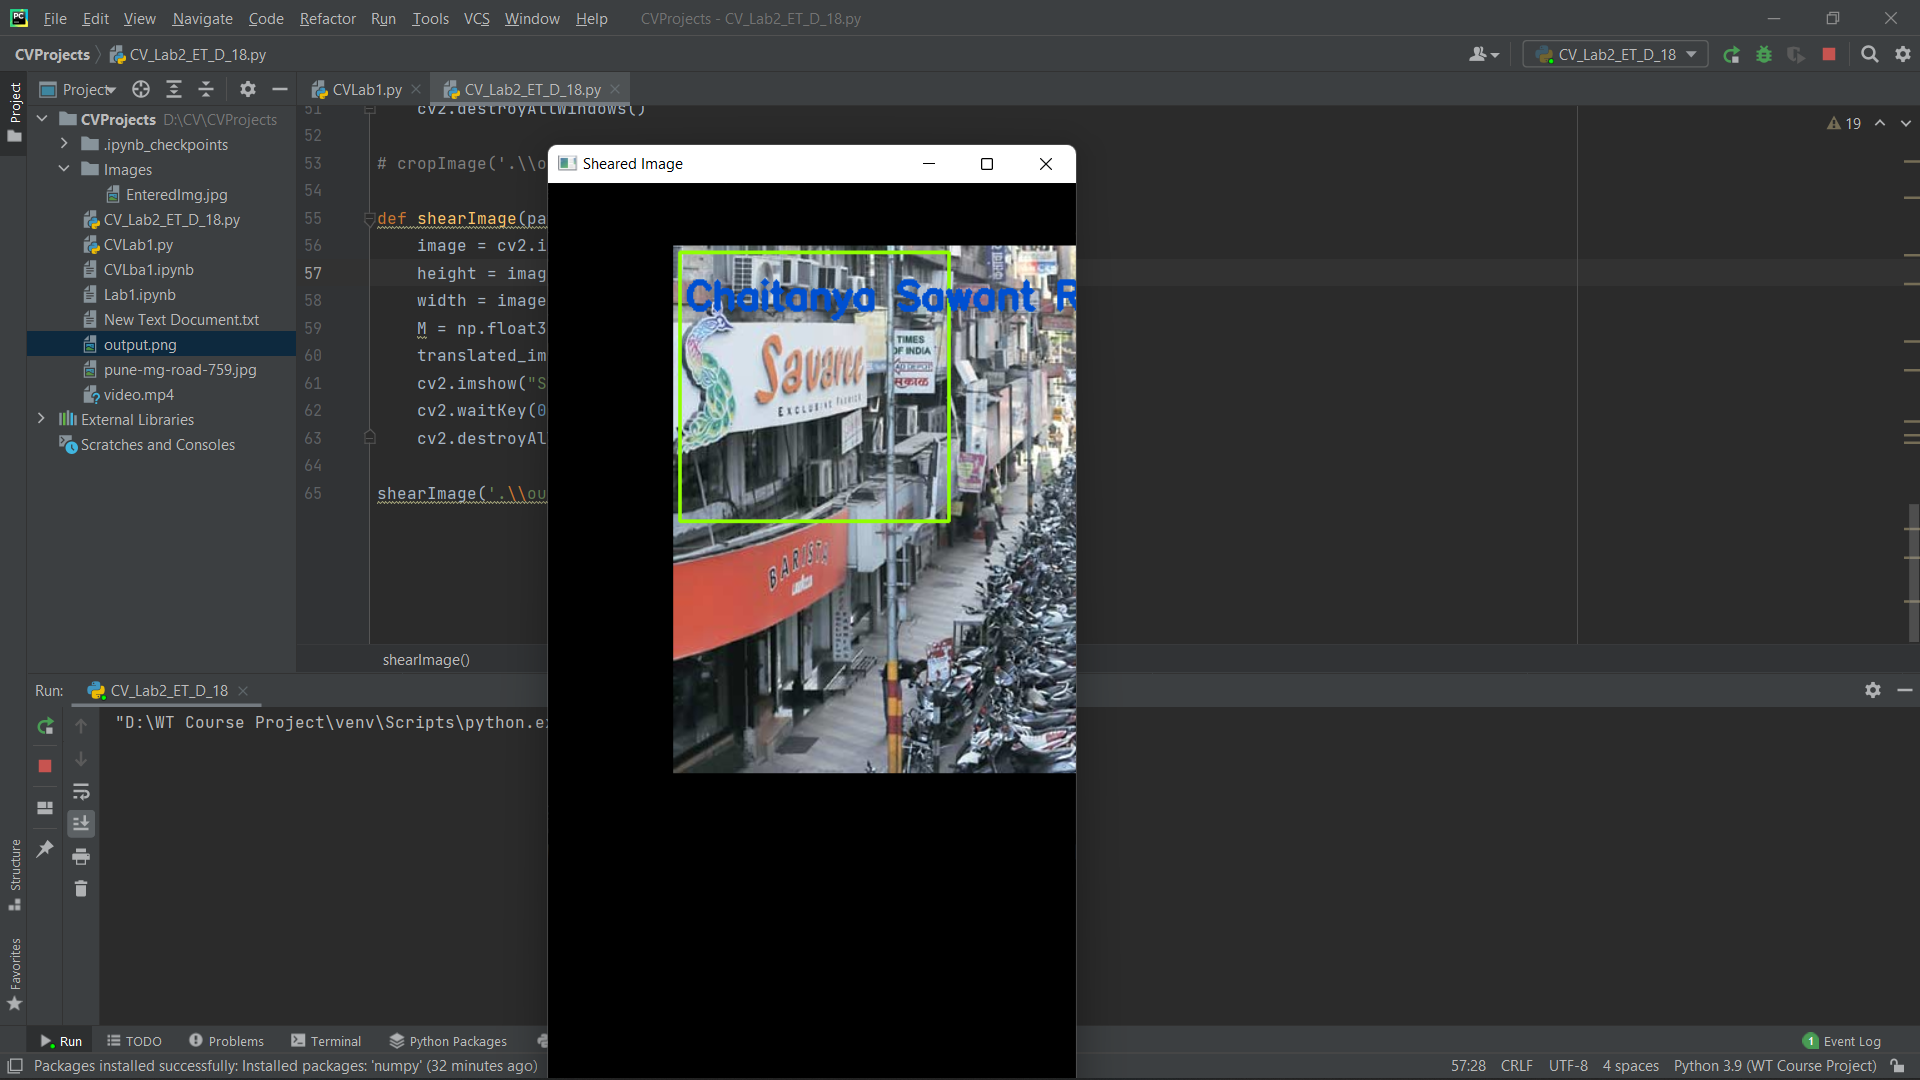 File Edit View Navigate Code Refactor Run Tools VCS Window Help CVProjects - CV_Lab2_ET_D_18.py
CVProjects CV_Lab2_ET_D_18.py CV_Lab2_ET_D_18
Project CVLab1.py CV_Lab2_ET_D_18.py
Project
CVProjects D:\CV\CVProjects
.ipynb_checkpoints
Images
EnteredImg.jpg
CV_Lab2_ET_D_18.py
CVLab1.py
CVLba1.ipynb
Lab1.ipynb
New Text Document.txt
output.png
pune-mg-road-759.jpg
video.mp4
External Libraries
Scratches and Consoles
51 cv2.destroyAllWindows()
52
53 # cropImage('.\\o
54
55 def shearImage(pa
56 image = cv2.i
57 height = imag
58 width = image
59 M = np.float3
60 translated_im
61 cv2.imshow("S
62 cv2.waitKey(0
63 cv2.destroyAl
64
65 shearImage('.\\ou
19
shearImage()
Sheared Image
Chaitanya Sawant R
Savaree
EXCLUSIVE FABRICS
TIMES
OF INDIA
सकाळ
BARISTA
Run: CV_Lab2_ET_D_18
"D:\WT Course Project\venv\Scripts\python.ex
Structure
Favorites
Run TODO Problems Terminal Python Packages 1 Event Log
Packages installed successfully: Installed packages: 'numpy' (32 minutes ago) 57:28 CRLF UTF-8 4 spaces Python 3.9 (WT Course Project)